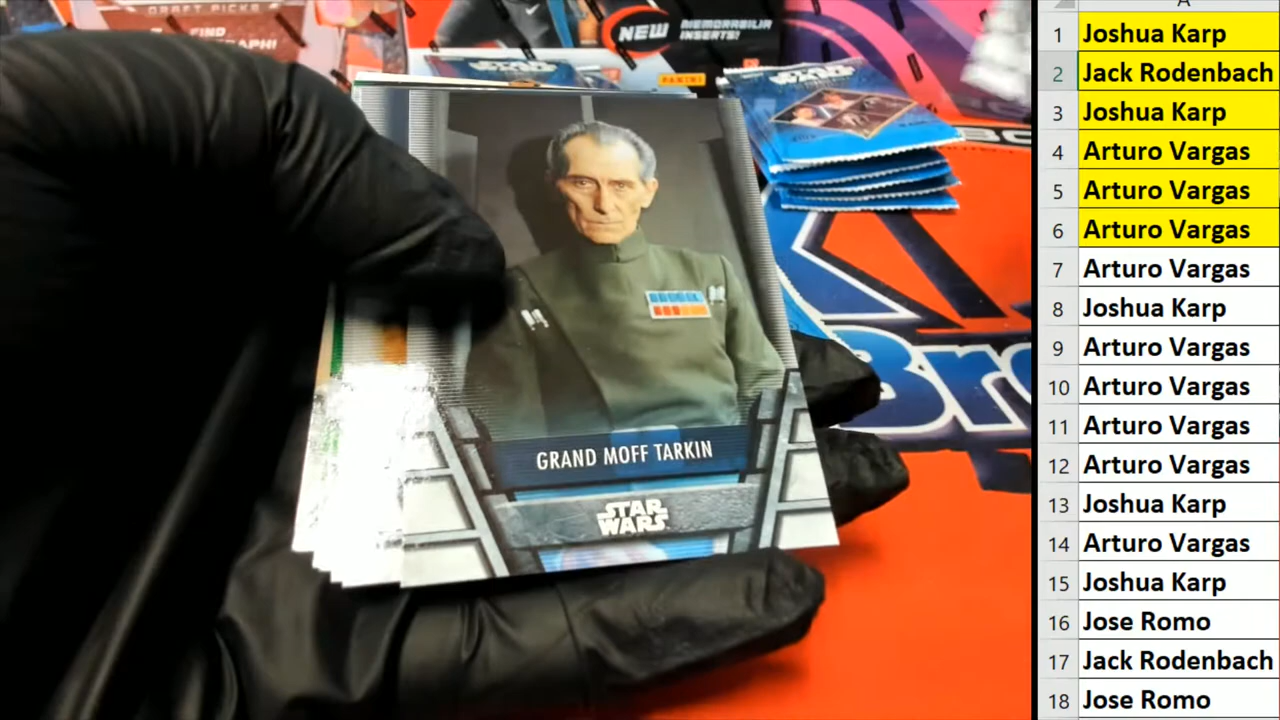 DRAFT PICKS
FIND
NEW
MEMORABILIA
INSERTS!
PANINI
STAR WARS
GRAND MOFF TARKIN
STAR
WARS
Bro
A
1 Joshua Karp
2 Jack Rodenbach
3 Joshua Karp
4 Arturo Vargas
5 Arturo Vargas
6 Arturo Vargas
7 Arturo Vargas
8 Joshua Karp
9 Arturo Vargas
10 Arturo Vargas
11 Arturo Vargas
12 Arturo Vargas
13 Joshua Karp
14 Arturo Vargas
15 Joshua Karp
16 Jose Romo
17 Jack Rodenbach
18 Jose Romo